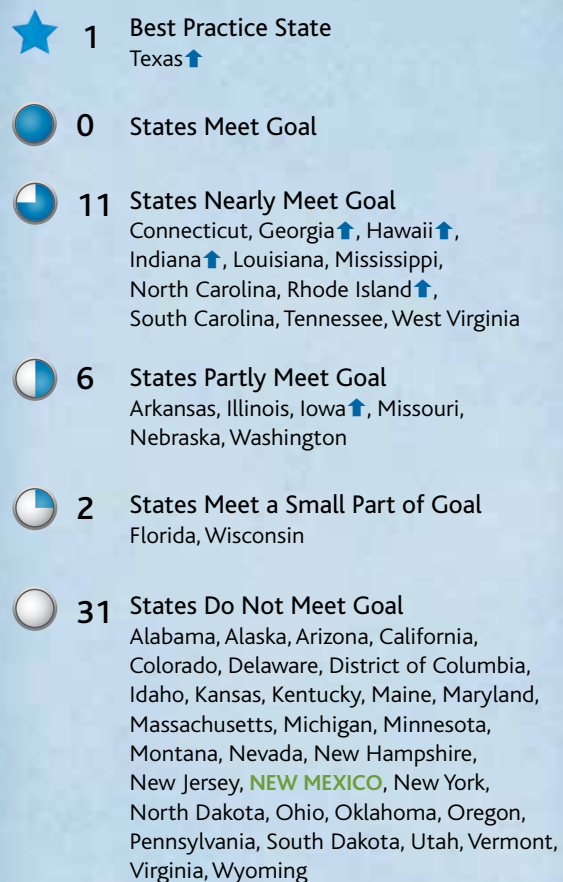 1 Best Practice State
Texas⬆
0 States Meet Goal
11 States Nearly Meet Goal
Connecticut, Georgia⬆, Hawaii⬆,
Indiana⬆, Louisiana, Mississippi,
North Carolina, Rhode Island⬆,
South Carolina, Tennessee, West Virginia
6 States Partly Meet Goal
Arkansas, Illinois, Iowa⬆, Missouri,
Nebraska, Washington
2 States Meet a Small Part of Goal
Florida, Wisconsin
31 States Do Not Meet Goal
Alabama, Alaska, Arizona, California,
Colorado, Delaware, District of Columbia,
Idaho, Kansas, Kentucky, Maine, Maryland,
Massachusetts, Michigan, Minnesota,
Montana, Nevada, New Hampshire,
New Jersey, NEW MEXICO, New York,
North Dakota, Ohio, Oklahoma, Oregon,
Pennsylvania, South Dakota, Utah, Vermont,
Virginia, Wyoming